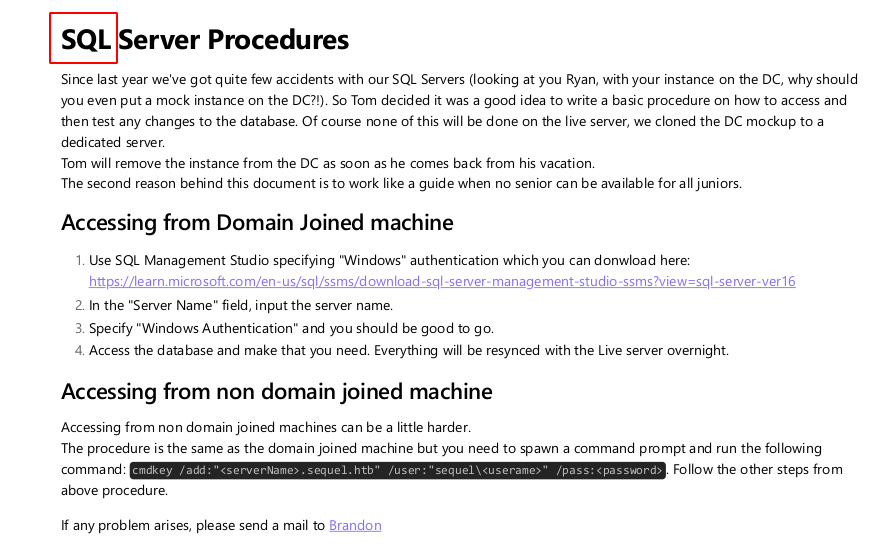 SQL Server Procedures
Since last year we've got quite few accidents with our SQL Servers (looking at you Ryan, with your instance on the DC, why should
you even put a mock instance on the DC?!). So Tom decided it was a good idea to write a basic procedure on how to access and
then test any changes to the database. Of course none of this will be done on the live server, we cloned the DC mockup to a
dedicated server.
Tom will remove the instance from the DC as soon as he comes back from his vacation.
The second reason behind this document is to work like a guide when no senior can be available for all juniors.
Accessing from Domain Joined machine
1. Use SQL Management Studio specifying "Windows" authentication which you can donwload here:
https://learn.microsoft.com/en-us/sql/ssms/download-sql-server-management-studio-ssms?view=sql-server-ver16
2. In the "Server Name" field, input the server name.
3. Specify "Windows Authentication" and you should be good to go.
4. Access the database and make that you need. Everything will be resynced with the Live server overnight.
Accessing from non domain joined machine
Accessing from non domain joined machines can be a little harder.
The procedure is the same as the domain joined machine but you need to spawn a command prompt and run the following
command: cmdkey /add:"<serverName>.sequel.htb" /user:"sequel\<userame>" /pass:<password> . Follow the other steps from
above procedure.
If any problem arises, please send a mail to Brandon